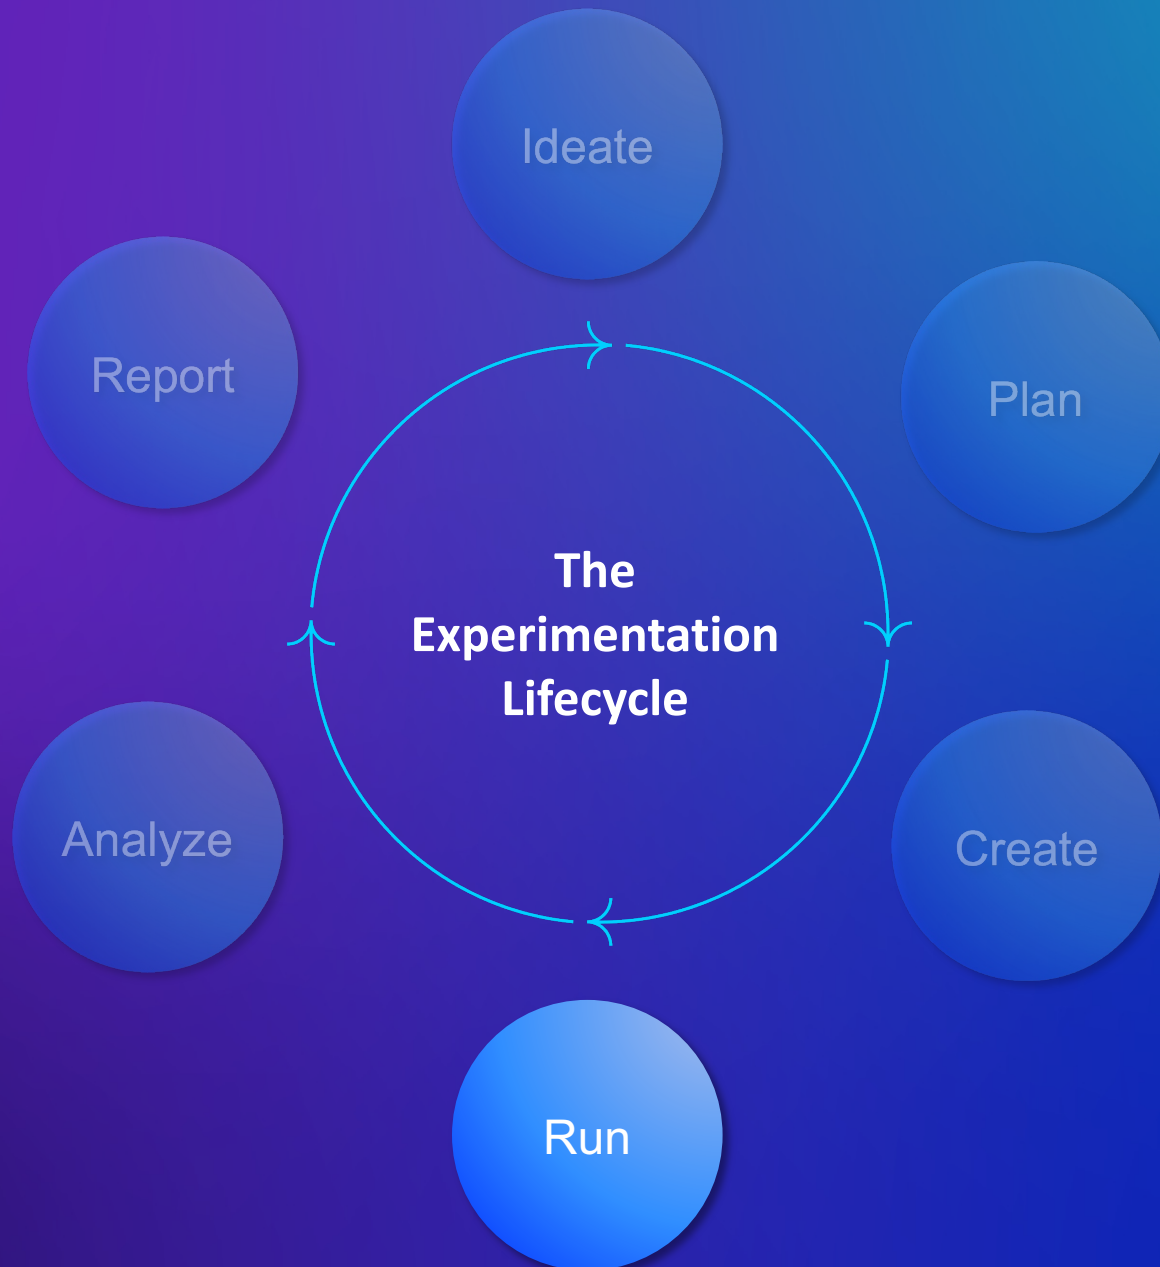 Ideate
Report
Plan
The
Experimentation
Lifecycle
Analyze
Create
Run